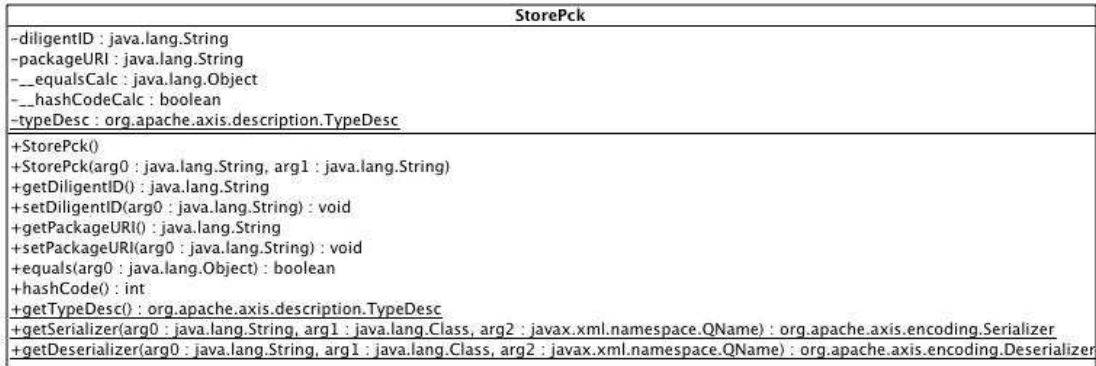 StorePck
-diligentID : java.lang.String
-packageURI : java.lang.String
-__equalsCalc : java.lang.Object
-__hashCodeCalc : boolean
-typeDesc : org.apache.axis.description.TypeDesc
+StorePck()
+StorePck(arg0 : java.lang.String, arg1 : java.lang.String)
+getDiligentID() : java.lang.String
+setDiligentID(arg0 : java.lang.String) : void
+getPackageURI() : java.lang.String
+setPackageURI(arg0 : java.lang.String) : void
+equals(arg0 : java.lang.Object) : boolean
+hashCode() : int
+getTypeDesc() : org.apache.axis.description.TypeDesc
+getSerializer(arg0 : java.lang.String, arg1 : java.lang.Class, arg2 : javax.xml.namespace.QName) : org.apache.axis.encoding.Serializer
+getDeserializer(arg0 : java.lang.String, arg1 : java.lang.Class, arg2 : javax.xml.namespace.QName) : org.apache.axis.encoding.Deserializer